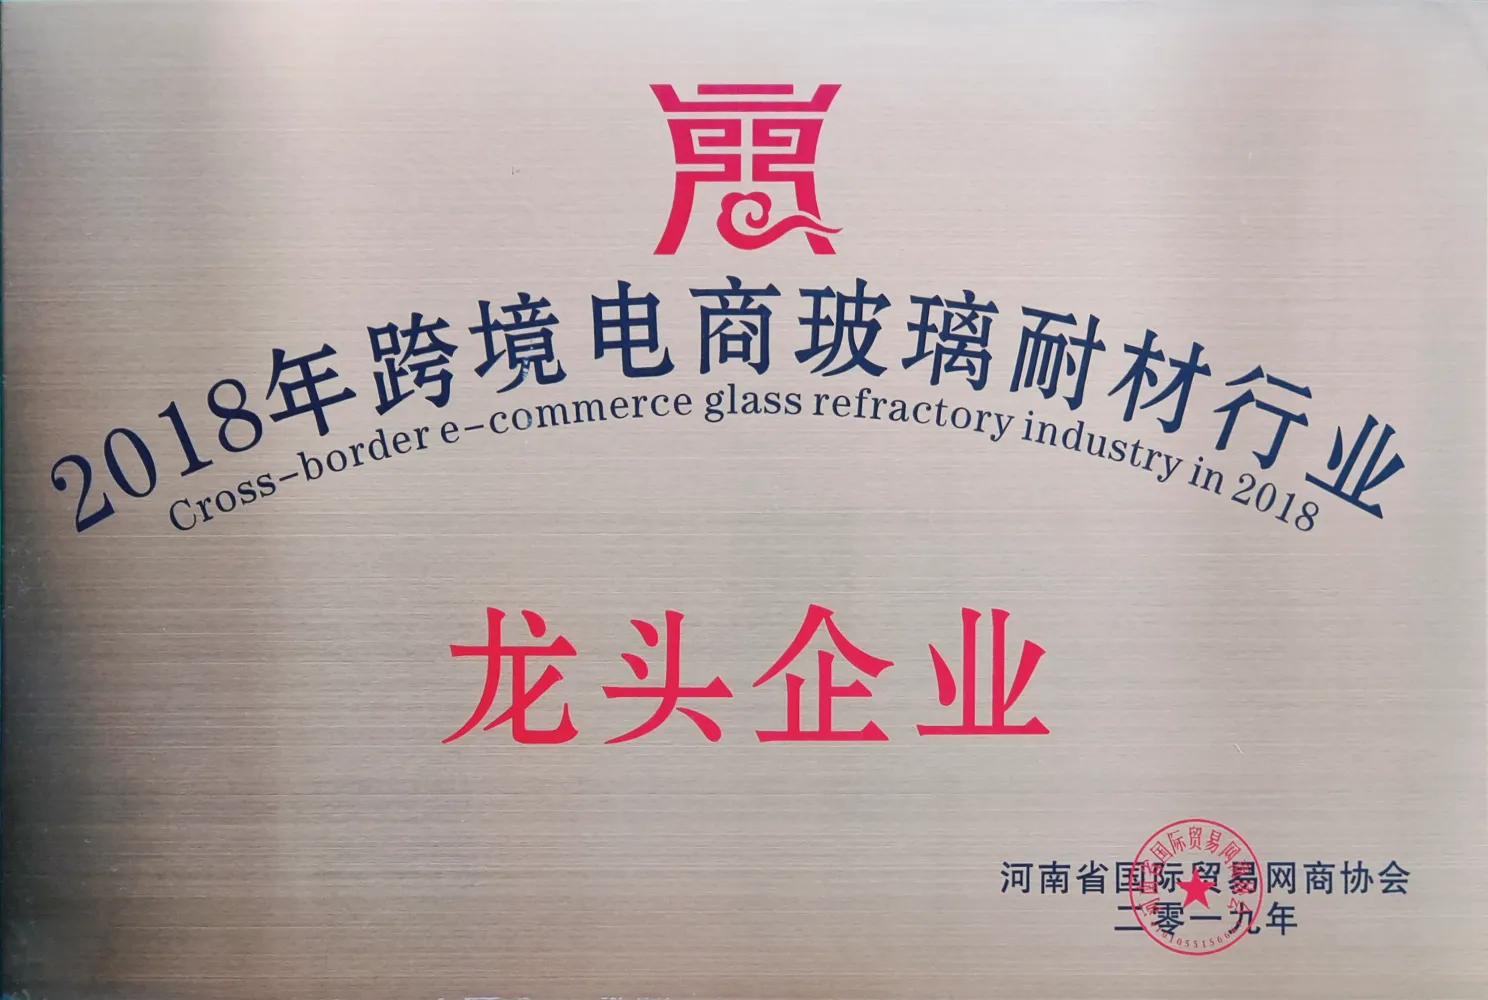 2018年跨境电商玻璃耐材行业
Cross-border e-commerce glass refractory industry in 2018
龙头企业
河南省国际贸易网商协会
二零一九年